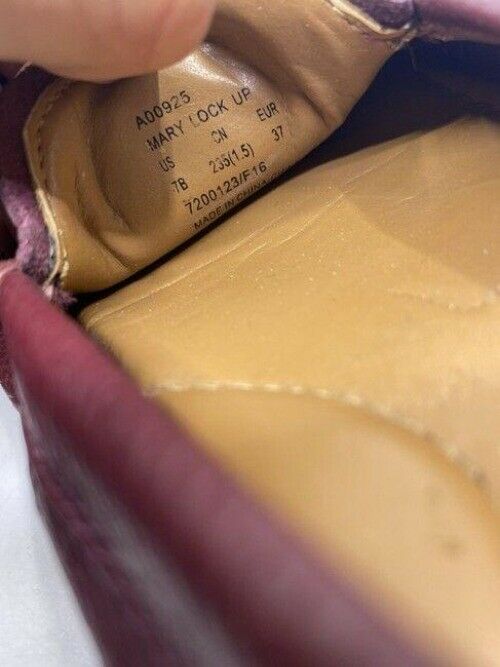 A00925
MARY LOCK UP
US CN EUR
7B 235(1.5) 37
7200123/F16
MADE IN CHINA